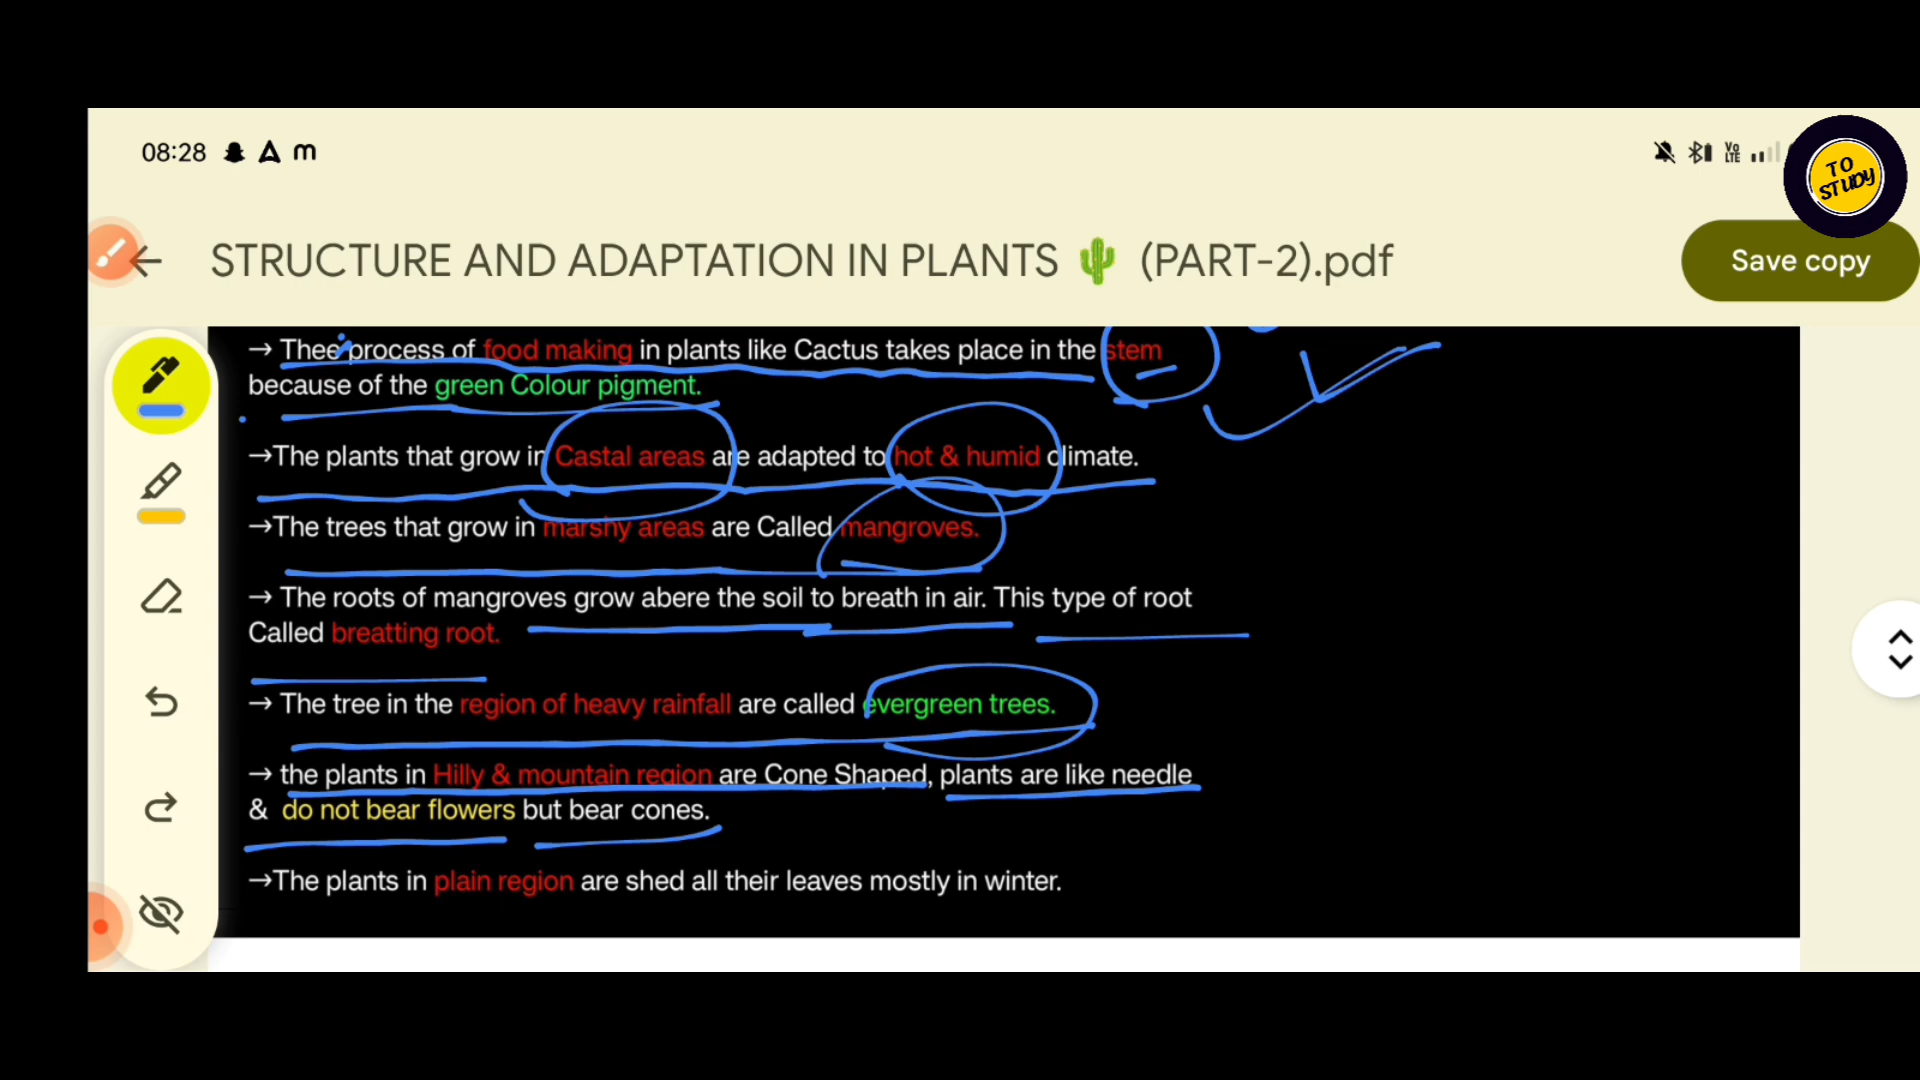 08:28
Vo
LTE
TO
STUDY
STRUCTURE AND ADAPTATION IN PLANTS 🌵 (PART-2).pdf
Save copy
→ Thee process of food making in plants like Cactus takes place in the stem
because of the green Colour pigment.
→The plants that grow in Castal areas are adapted to hot & humid climate.
→The trees that grow in marshy areas are Called mangroves.
→ The roots of mangroves grow abere the soil to breath in air. This type of root
Called breatting root.
→ The tree in the region of heavy rainfall are called evergreen trees.
→ the plants in Hilly & mountain region are Cone Shaped, plants are like needle
& do not bear flowers but bear cones.
→The plants in plain region are shed all their leaves mostly in winter.